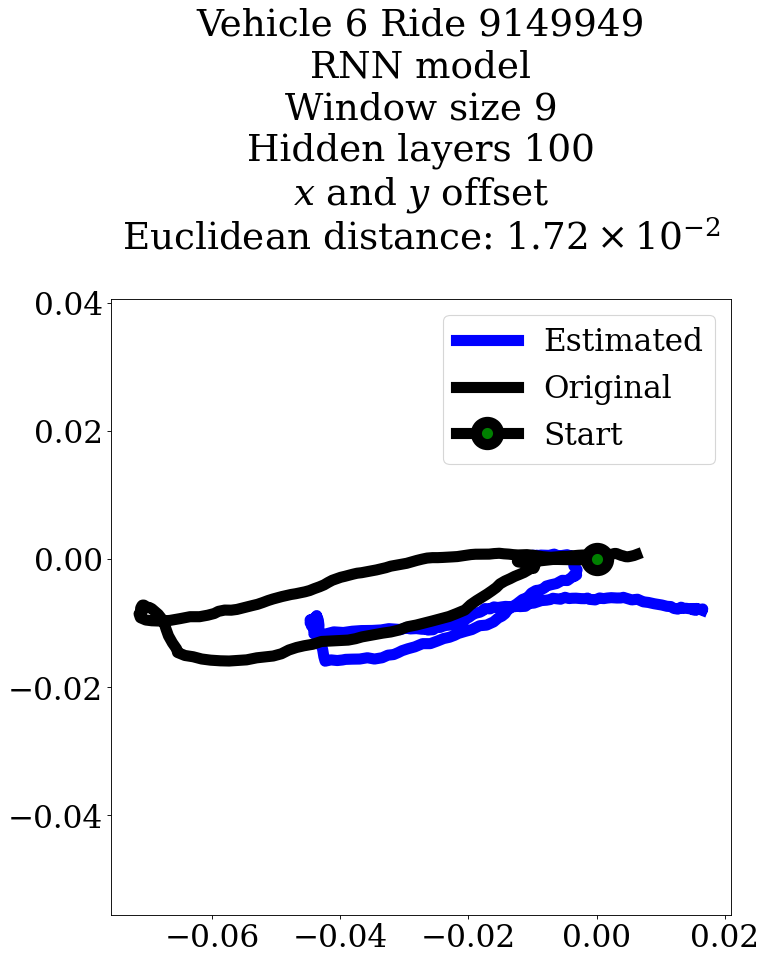 Vehicle 6 Ride 9149949
RNN model
Window size 9
Hidden layers 100
x and y offset
Euclidean distance: 1.72 × 10⁻²
Estimated
Original
Start
0.04
0.02
0.00
−0.02
−0.04
−0.06 −0.04 −0.02 0.00 0.02